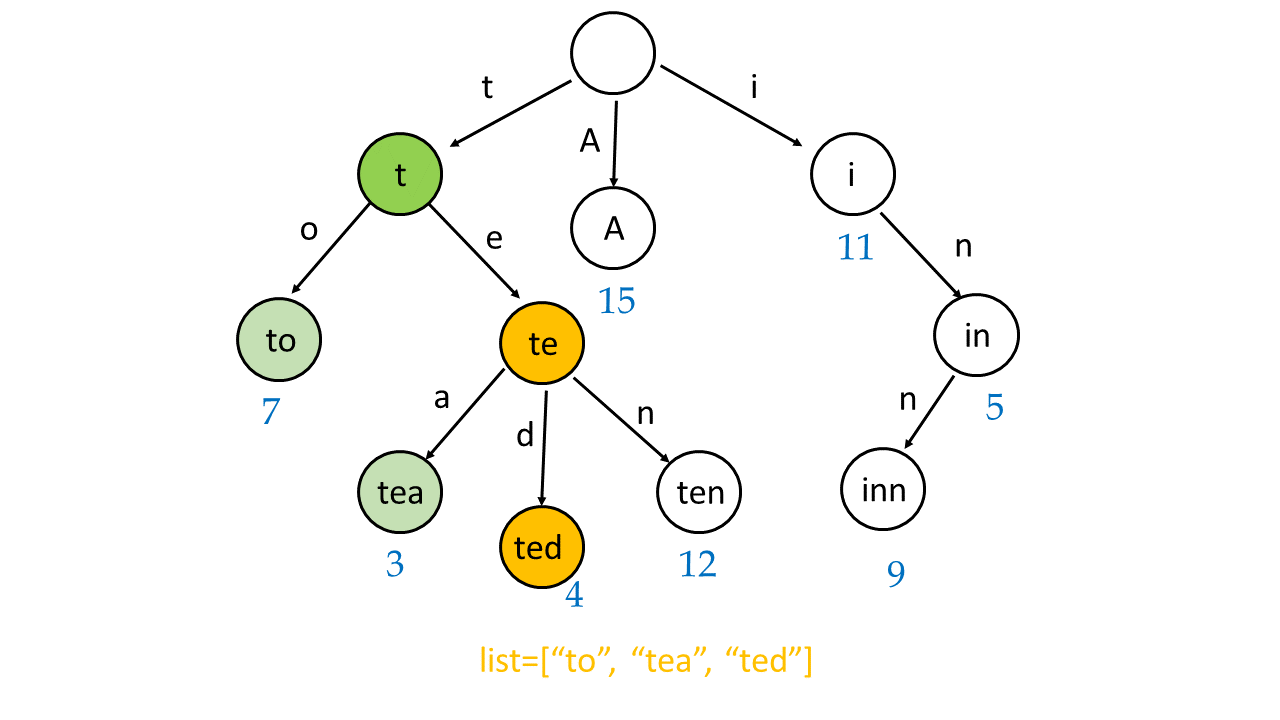 t
i
A
t
i
A
o
e
11
n
15
to
te
in
7
a
d
n
n
5
tea
ted
ten
inn
3
4
12
9
list=[“to”, “tea”, “ted”]